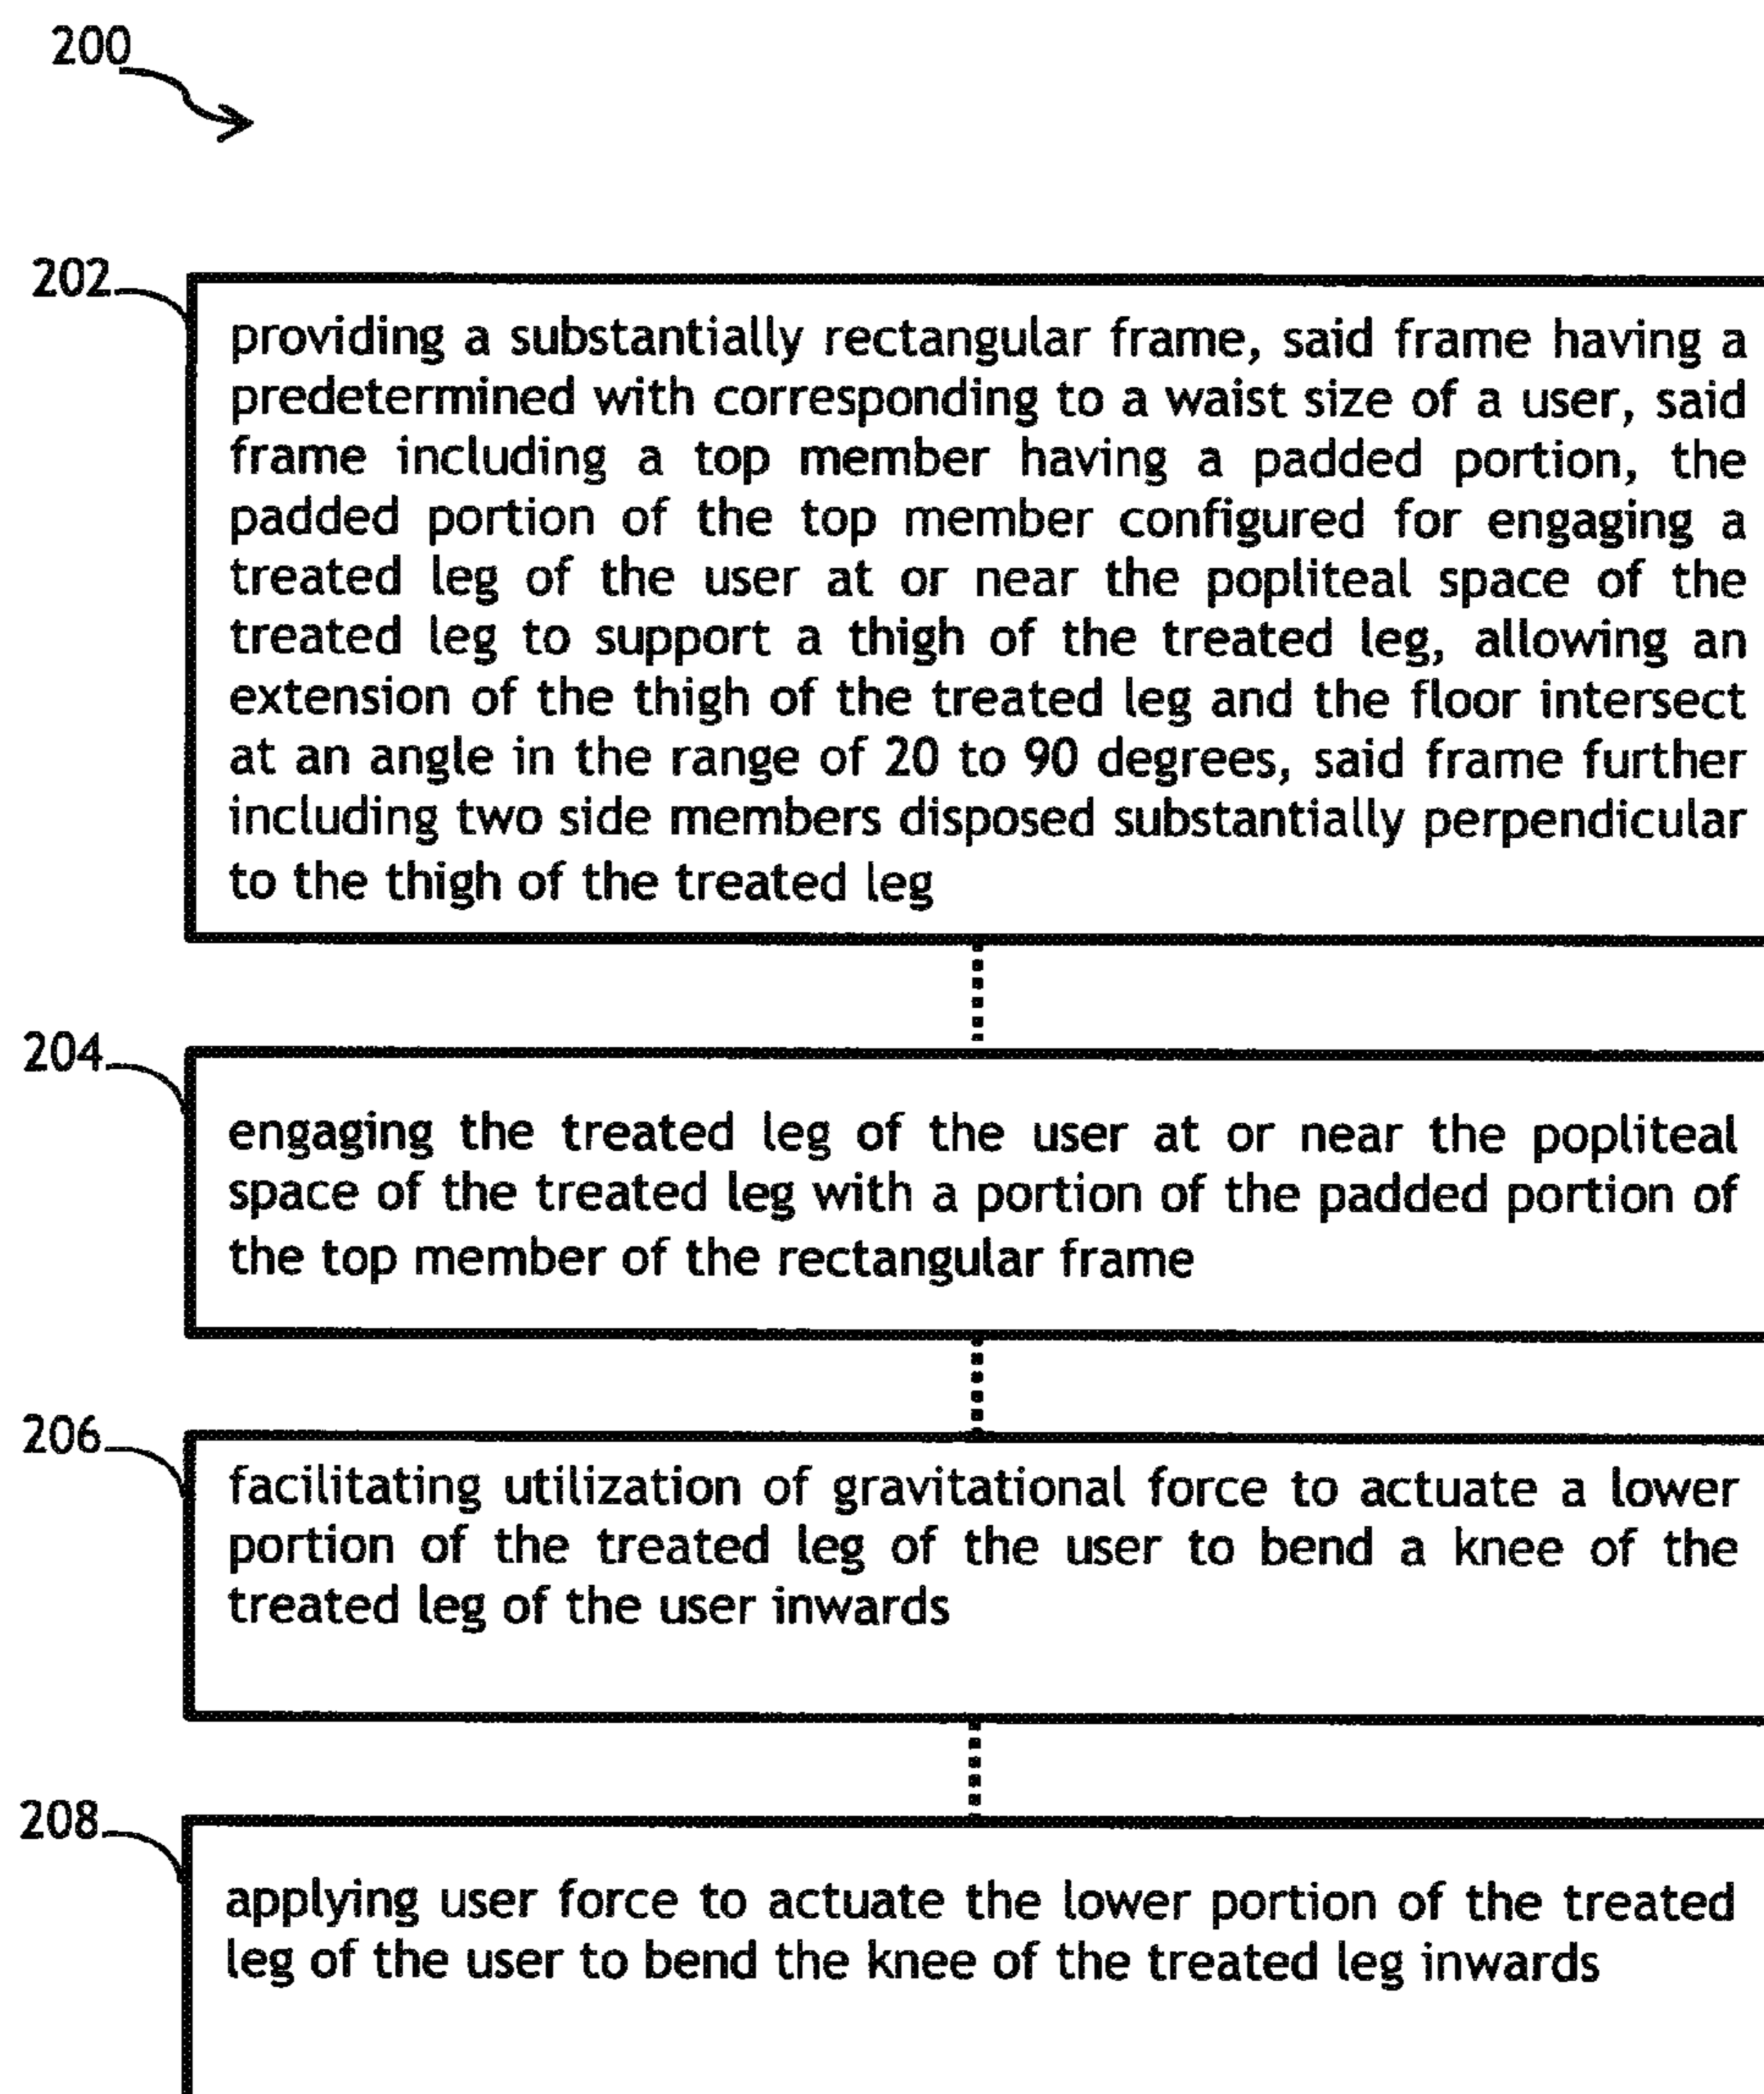 200
202
providing a substantially rectangular frame, said frame having a
predetermined with corresponding to a waist size of a user, said
frame including a top member having a padded portion, the
padded portion of the top member configured for engaging a
treated leg of the user at or near the popliteal space of the
treated leg to support a thigh of the treated leg, allowing an
extension of the thigh of the treated leg and the floor intersect
at an angle in the range of 20 to 90 degrees, said frame further
including two side members disposed substantially perpendicular
to the thigh of the treated leg
204
engaging the treated leg of the user at or near the popliteal
space of the treated leg with a portion of the padded portion of
the top member of the rectangular frame
206
facilitating utilization of gravitational force to actuate a lower
portion of the treated leg of the user to bend a knee of the
treated leg of the user inwards
208
applying user force to actuate the lower portion of the treated
leg of the user to bend the knee of the treated leg inwards